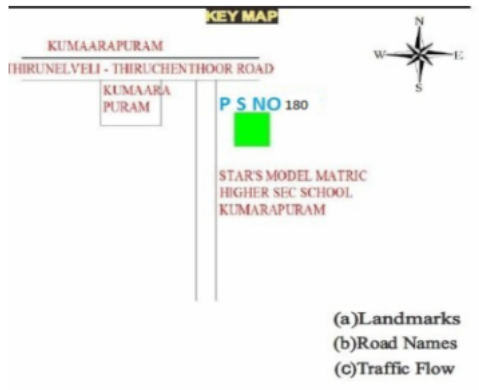 KEY MAP
N
KUMAARAPURAM
W E
THIRUNELVELI - THIRUCHENTHOOR ROAD
S
KUMAARA
PURAM
P S NO 180
STAR'S MODEL MATRIC
HIGHER SEC SCHOOL
KUMARAPURAM
(a)Landmarks
(b)Road Names
(c)Traffic Flow